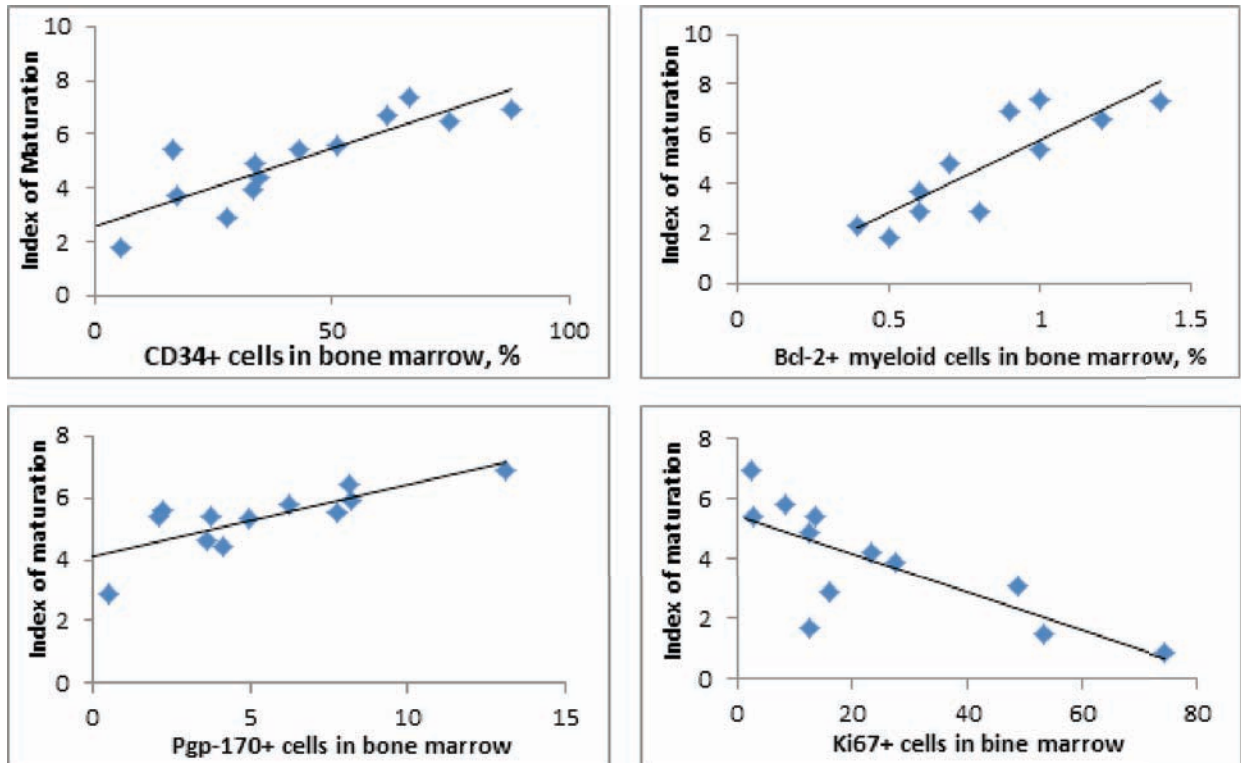 Index of Maturation
10
8
6
4
2
0
0 50 100
CD34+ cells in bone marrow, %
Index of maturation
10
8
6
4
2
0
0 0.5 1 1.5
Bcl-2+ myeloid cells in bone marrow, %
Index of maturation
8
6
4
2
0
0 5 10 15
Pgp-170+ cells in bone marrow
Index of maturation
8
6
4
2
0
0 20 40 60 80
Ki67+ cells in bine marrow